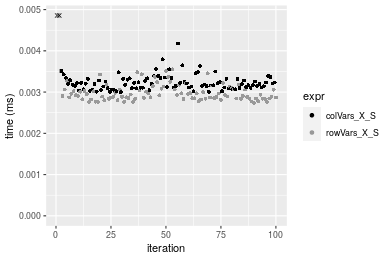 0.005
0.004
0.003
0.002
0.001
0.000
time (ms)
0
25
50
75
100
iteration
expr
colVars_X_S
rowVars_X_S